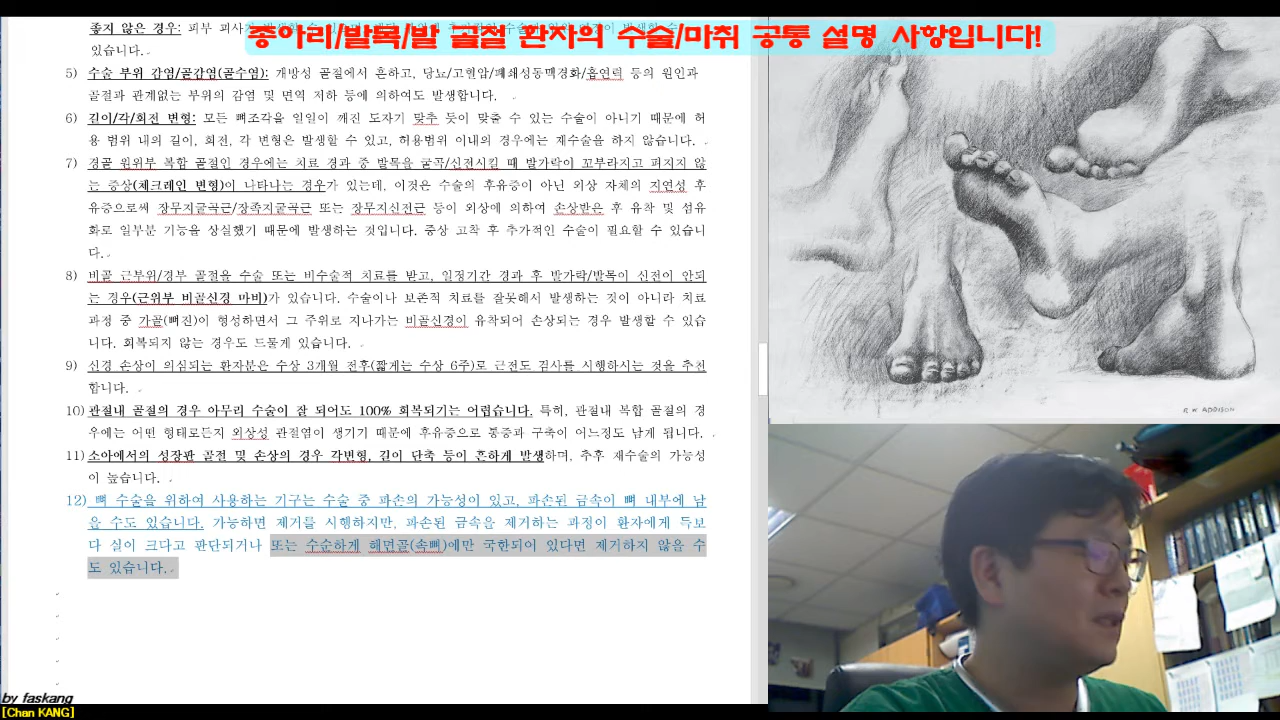 종아리/발목/발 골절 환자의 수술/마취 공통 설명 사항입니다!
좋지 않은 경우: 피부 괴사가
있습니다.
5) 수술 부위 감염/골감염(골수염): 개방성 골절에서 흔하고, 당뇨/고혈압/폐쇄성동맥경화/흡연력 등의 원인과
골절과 관계없는 부위의 감염 및 면역 저하 등에 의하여도 발생합니다.
6) 길이/각/회전 변형: 모든 뼈조각을 일일이 깨진 도자기 맞추 듯이 맞출 수 있는 수술이 아니기 때문에 허
용 범위 내의 길이, 회전, 각 변형은 발생할 수 있고, 허용범위 이내의 경우에는 재수술을 하지 않습니다.
7) 경골 원위부 복합 골절인 경우에는 치료 경과 중 발목을 굴곡/신전시킬 때 발가락이 꼬부라지고 펴지지 않
는 증상(체크레인 변형)이 나타나는 경우가 있는데, 이것은 수술의 후유증이 아닌 외상 자체의 지연성 후
유증으로써 장무지굴곡근/장족지굴곡근 또는 장무지신전근 등이 외상에 의하여 손상받은 후 유착 및 섬유
화로 일부분 기능을 상실했기 때문에 발생하는 것입니다. 증상 고착 후 추가적인 수술이 필요할 수 있습니
다.
8) 비골 근부위/경부 골절을 수술 또는 비수술적 치료를 받고, 일정기간 경과 후 발가락/발목이 신전이 안되
는 경우(근위부 비골신경 마비)가 있습니다. 수술이나 보존적 치료를 잘못해서 발생하는 것이 아니라 치료
과정 중 가골(뼈진)이 형성하면서 그 주위로 지나가는 비골신경이 유착되어 손상되는 경우 발생할 수 있습
니다. 회복되지 않는 경우도 드물게 있습니다.
9) 신경 손상이 의심되는 환자분은 수상 3개월 전후(짧게는 수상 6주)로 근전도 검사를 시행하시는 것을 추천
합니다.
10) 관절내 골절의 경우 아무리 수술이 잘 되어도 100% 회복되기는 어렵습니다. 특히, 관절내 복합 골절의 경
우에는 어떤 형태로든지 외상성 관절염이 생기기 때문에 후유증으로 통증과 구축이 어느정도 남게 됩니다.
11) 소아에서의 성장판 골절 및 손상의 경우 각변형, 길이 단축 등이 흔하게 발생하며, 추후 재수술의 가능성
이 높습니다.
12) 뼈 수술을 위하여 사용하는 기구는 수술 중 파손의 가능성이 있고, 파손된 금속이 뼈 내부에 남
을 수도 있습니다. 가능하면 제거를 시행하지만, 파손된 금속을 제거하는 과정이 환자에게 득보
다 실이 크다고 판단되거나 또는 수순하게 해면골(속뼈)에만 국한되어 있다면 제거하지 않을 수
도 있습니다.
R W ADDISON
by faskang
[Chan KANG]